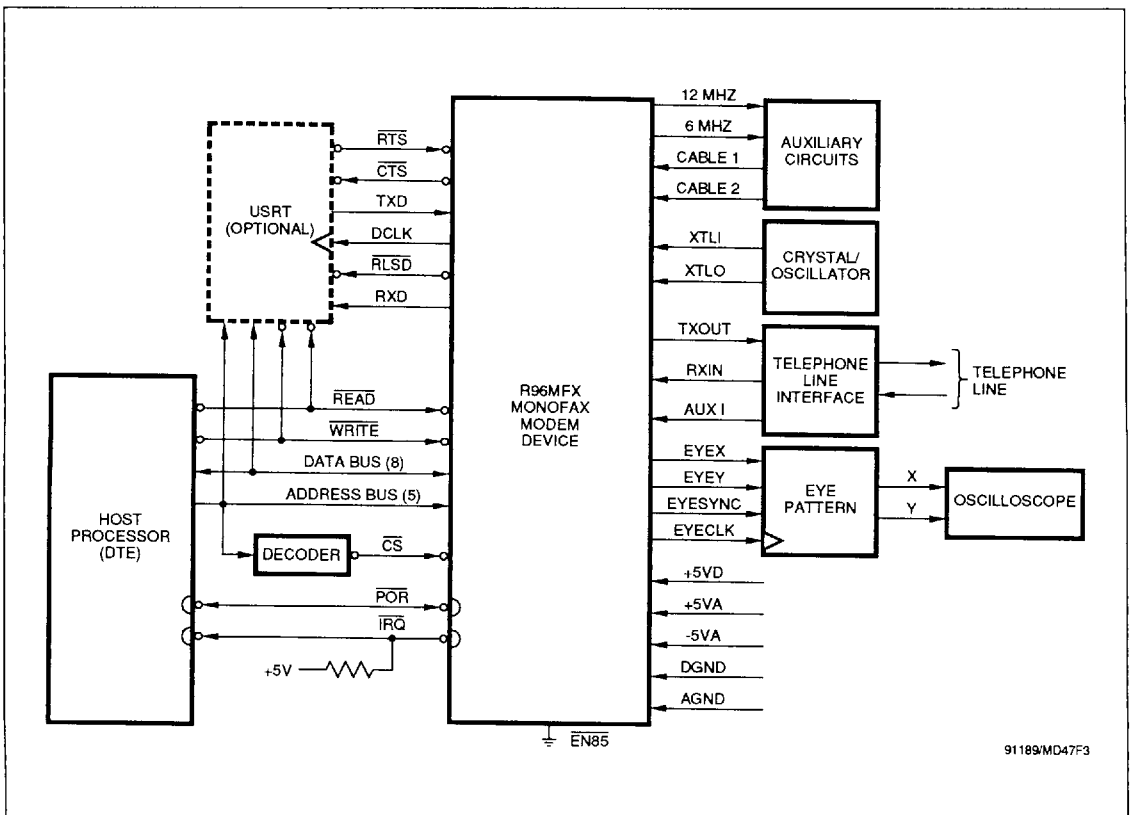 12 MHZ
6 MHZ
CABLE 1
CABLE 2
AUXILIARY
CIRCUITS
RTS
CTS
TXD
DCLK
RLSD
RXD
USRT
(OPTIONAL)
XTLI
XTLO
CRYSTAL/
OSCILLATOR
TXOUT
RXIN
AUX I
TELEPHONE
LINE
INTERFACE
TELEPHONE
LINE
R96MFX
MONOFAX
MODEM
DEVICE
READ
WRITE
DATA BUS (8)
ADDRESS BUS (5)
HOST
PROCESSOR
(DTE)
DECODER
CS
POR
IRQ
+5V
EYEX
EYEY
EYESYNC
EYECLK
EYE
PATTERN
X
Y
OSCILLOSCOPE
+5VD
+5VA
-5VA
DGND
AGND
EN85
91189/MD47F3